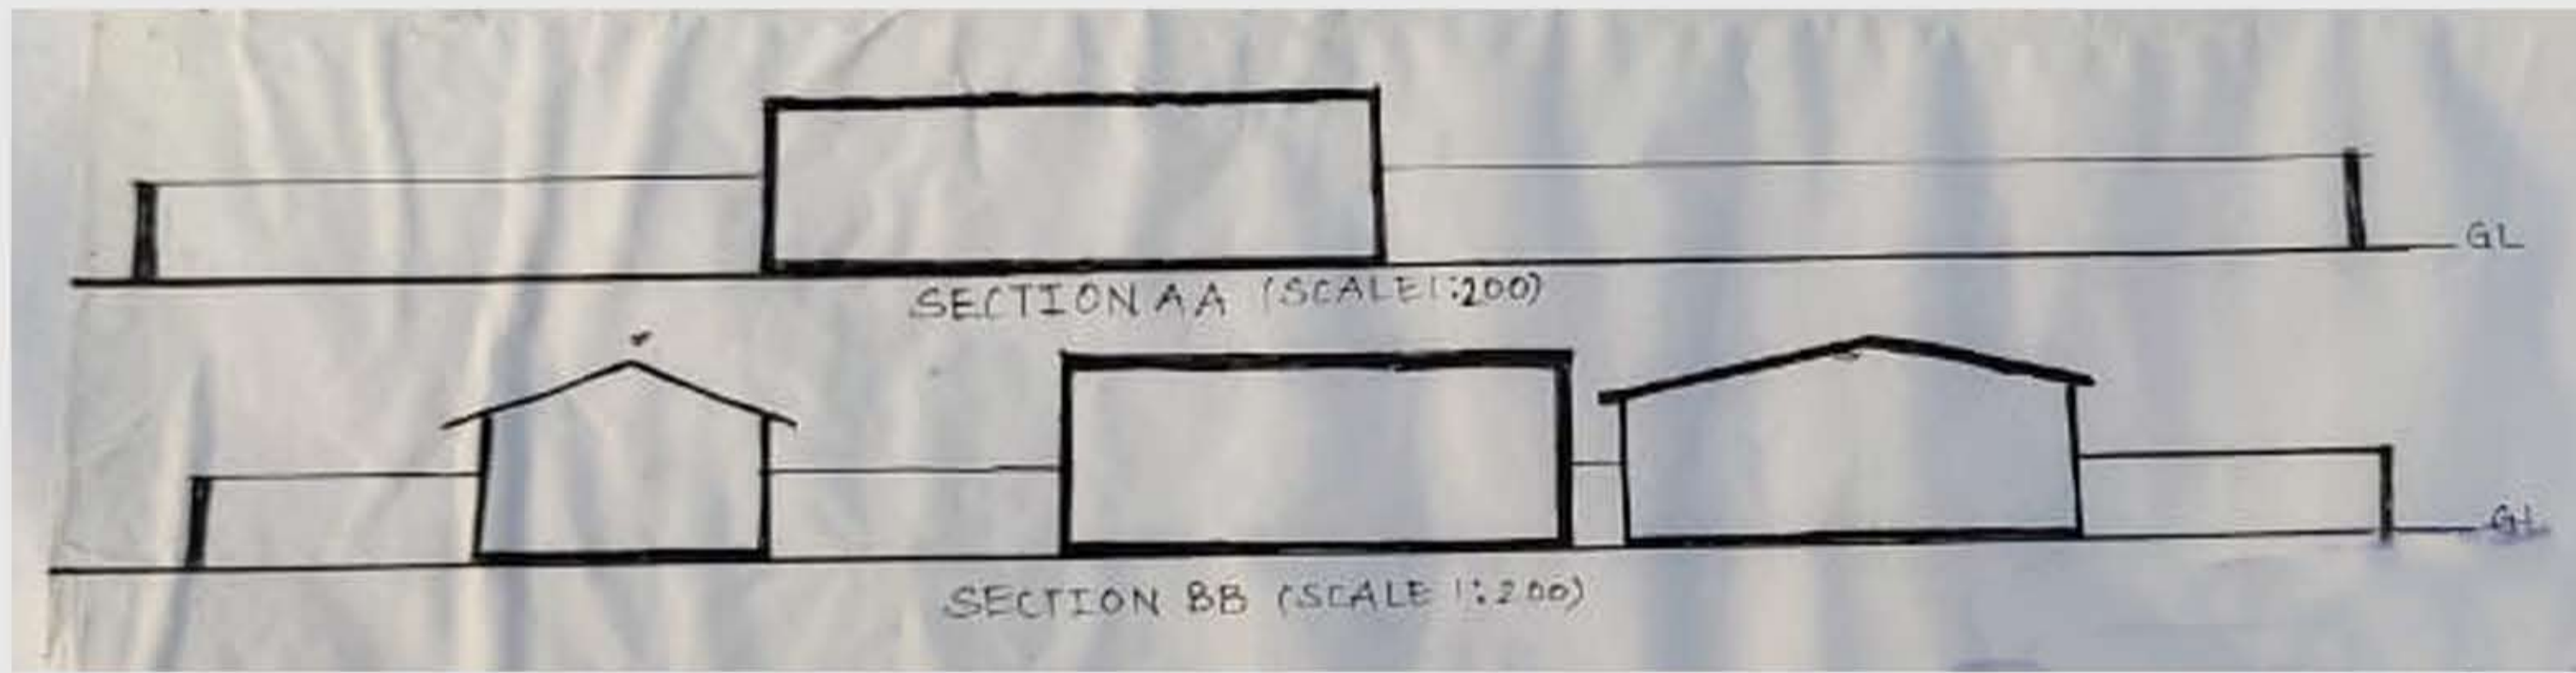 GL
SECTION AA (SCALE 1:200)
GL
SECTION BB (SCALE 1:200)